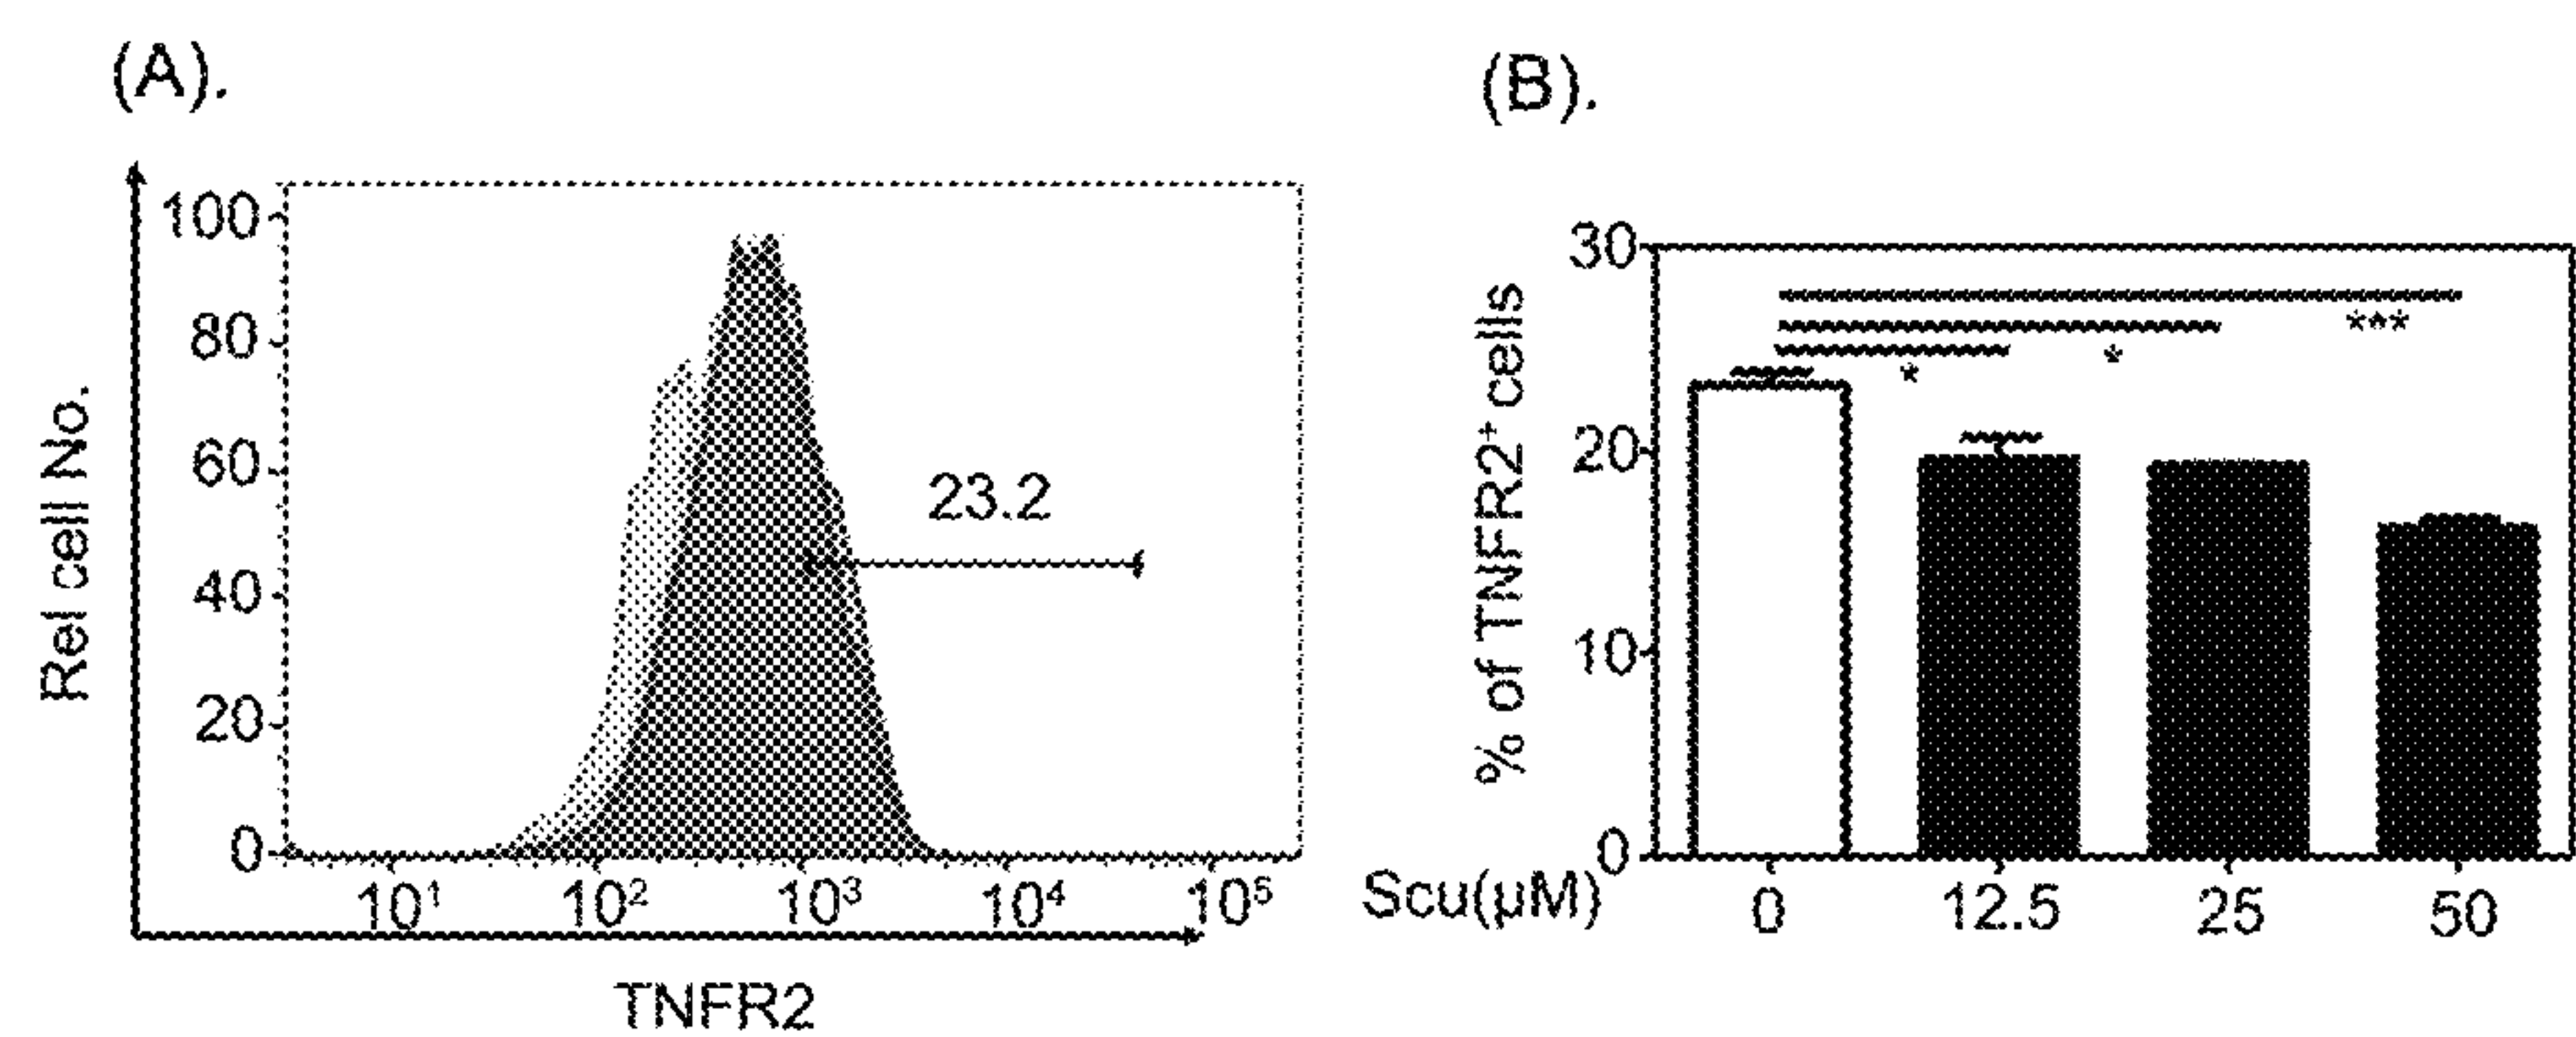 (A).
Rel cell No.
100
80
60
40
20
0
23.2
10¹ 10² 10³ 10⁴ 10⁵
TNFR2
(B).
% of TNFR2⁺ cells
30
20
10
0
***
*
*
Scu(μM) 0 12.5 25 50